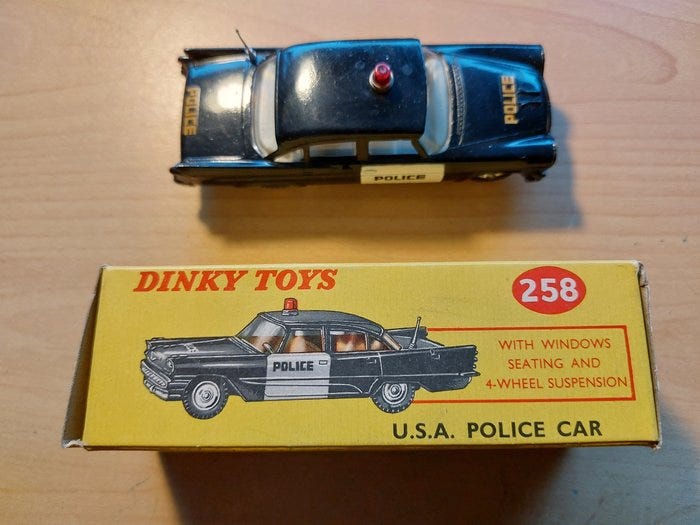 POLICE
POLICE
POLICE
DINKY TOYS
258
POLICE
WITH WINDOWS
SEATING AND
4-WHEEL SUSPENSION
U.S.A. POLICE CAR